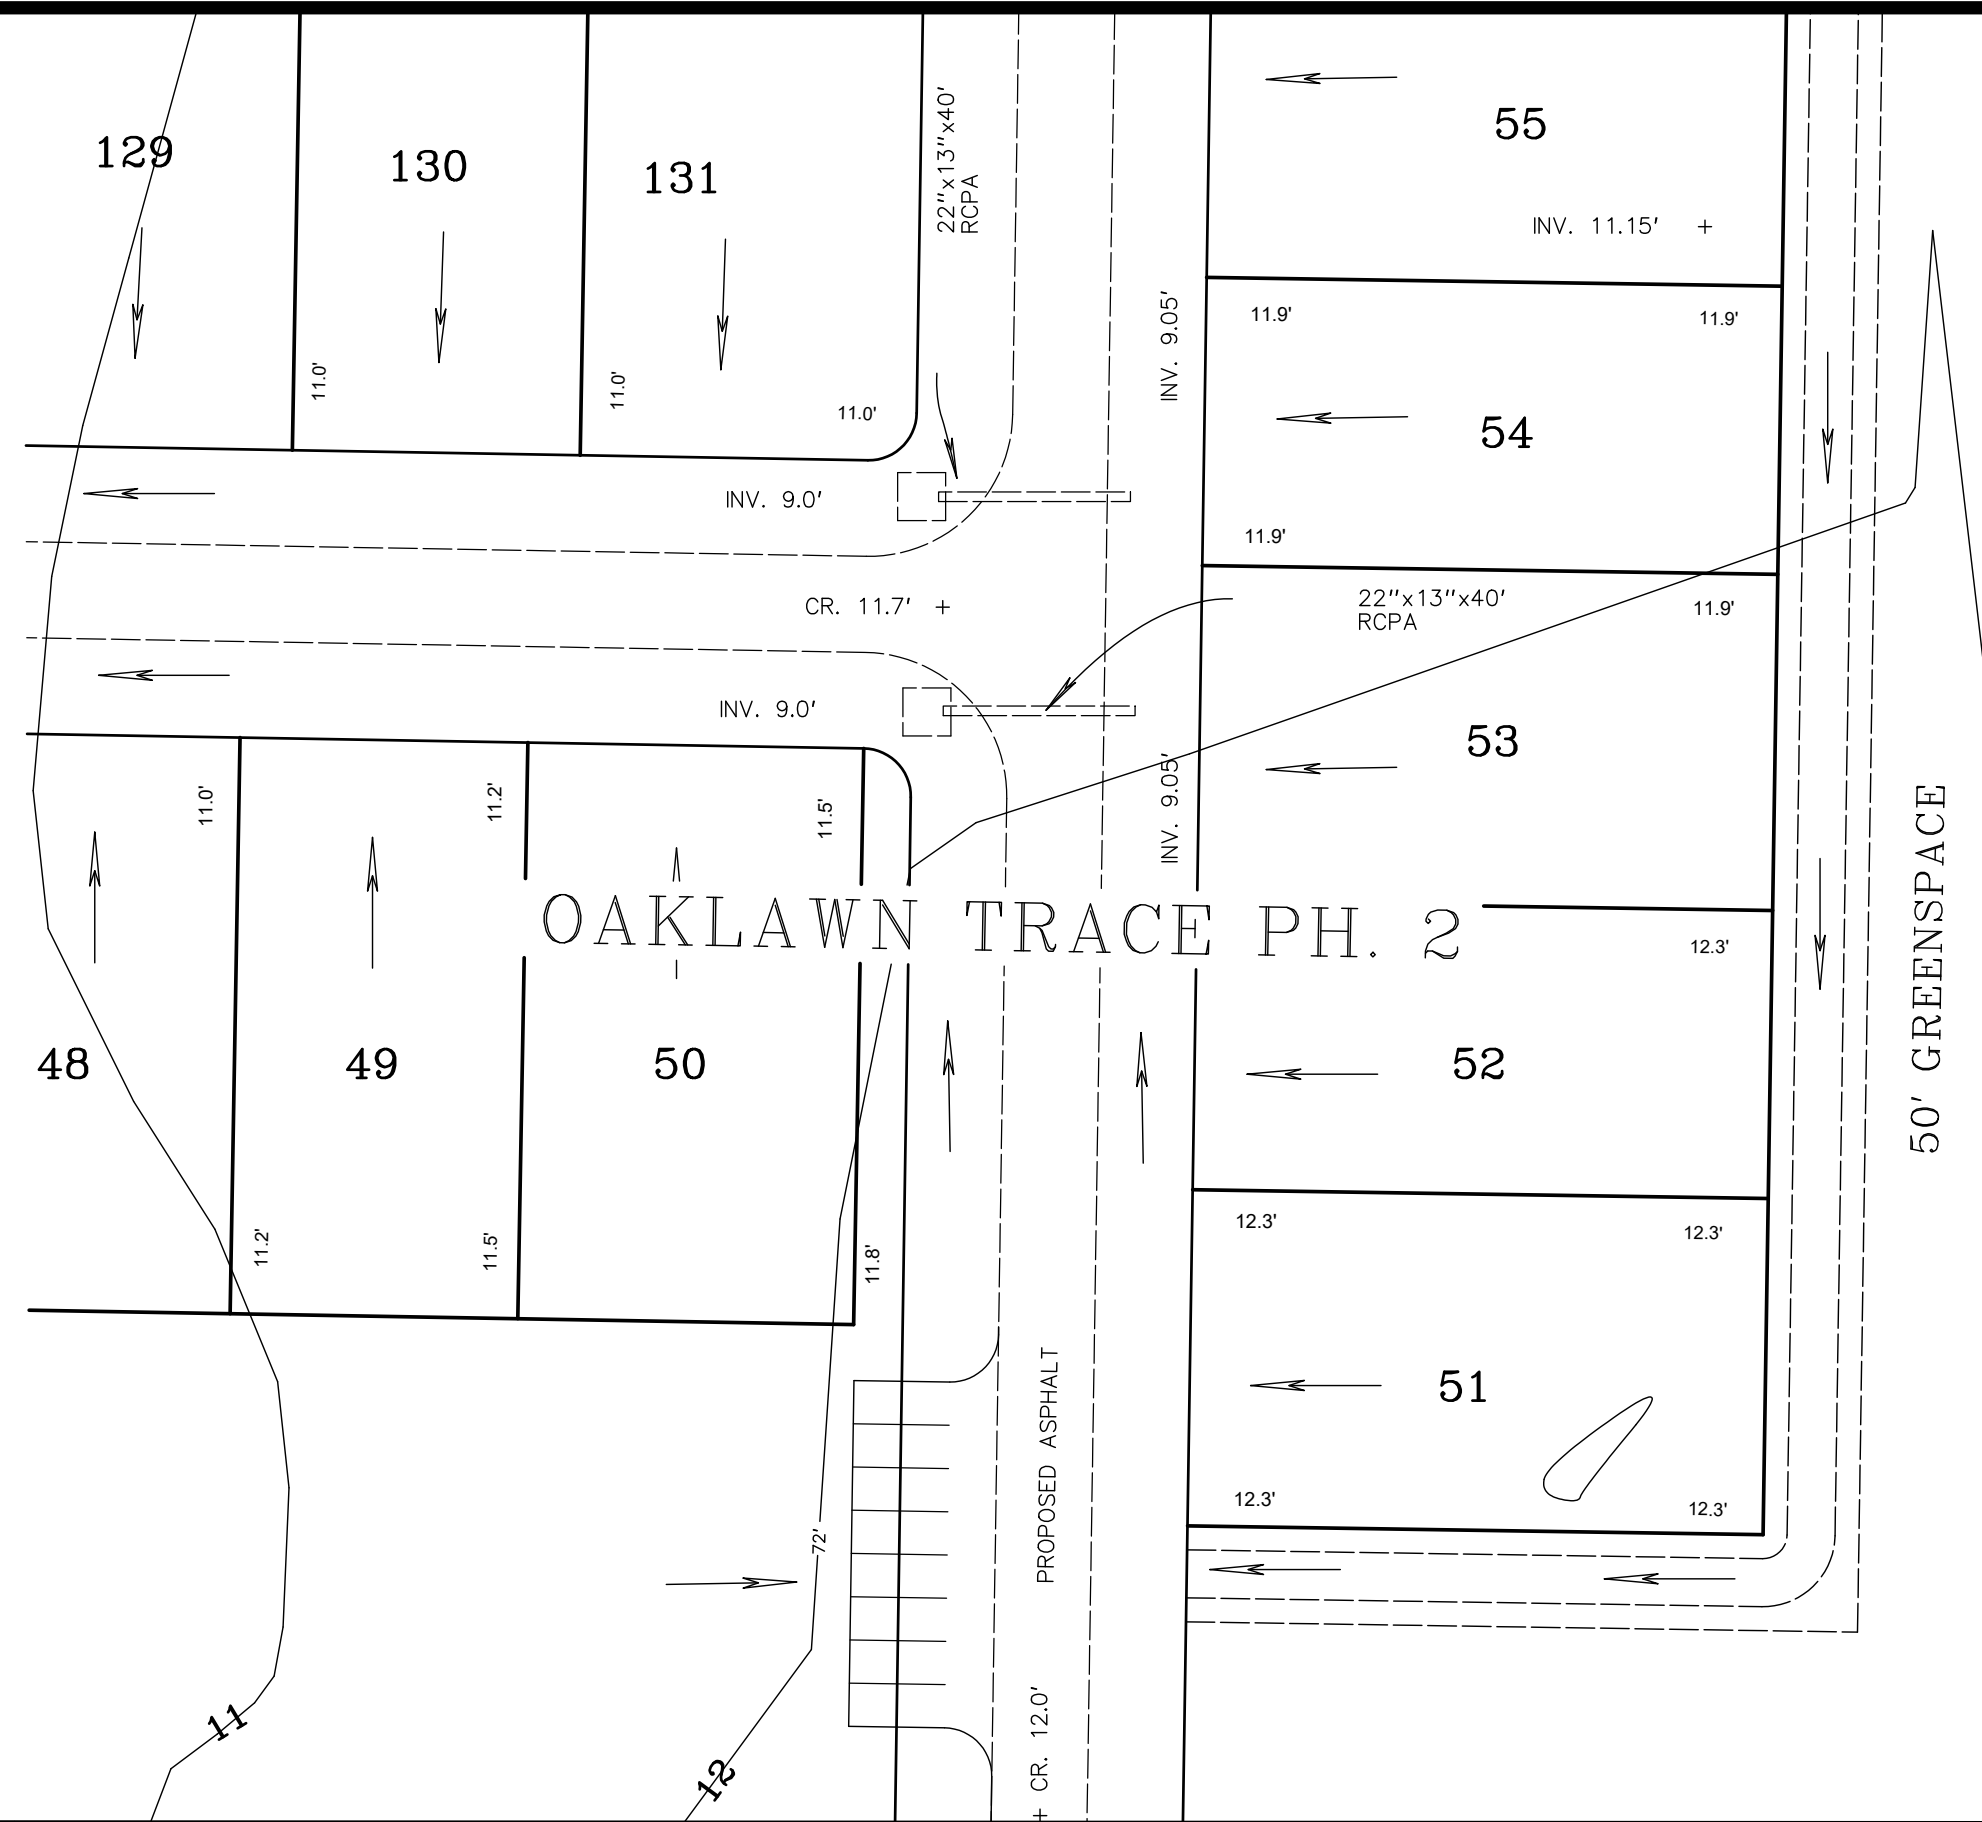 55
129
130
131
22"x13"x40'
RCPA
INV. 11.15' +
INV. 9.05'
11.9'
11.9'
11.0'
11.0'
11.0'
54
INV. 9.0'
11.9'
CR. 11.7' +
22"x13"x40'
RCPA
11.9'
INV. 9.0'
53
11.0'
11.2'
11.5'
INV. 9.05'
OAKLAWN TRACE PH. 2
12.3'
50' GREENSPACE
48
49
50
52
11.2'
11.5'
11.8'
12.3'
12.3'
51
PROPOSED ASPHALT
12.3'
12.3'
72'
11
12
+ CR. 12.0'